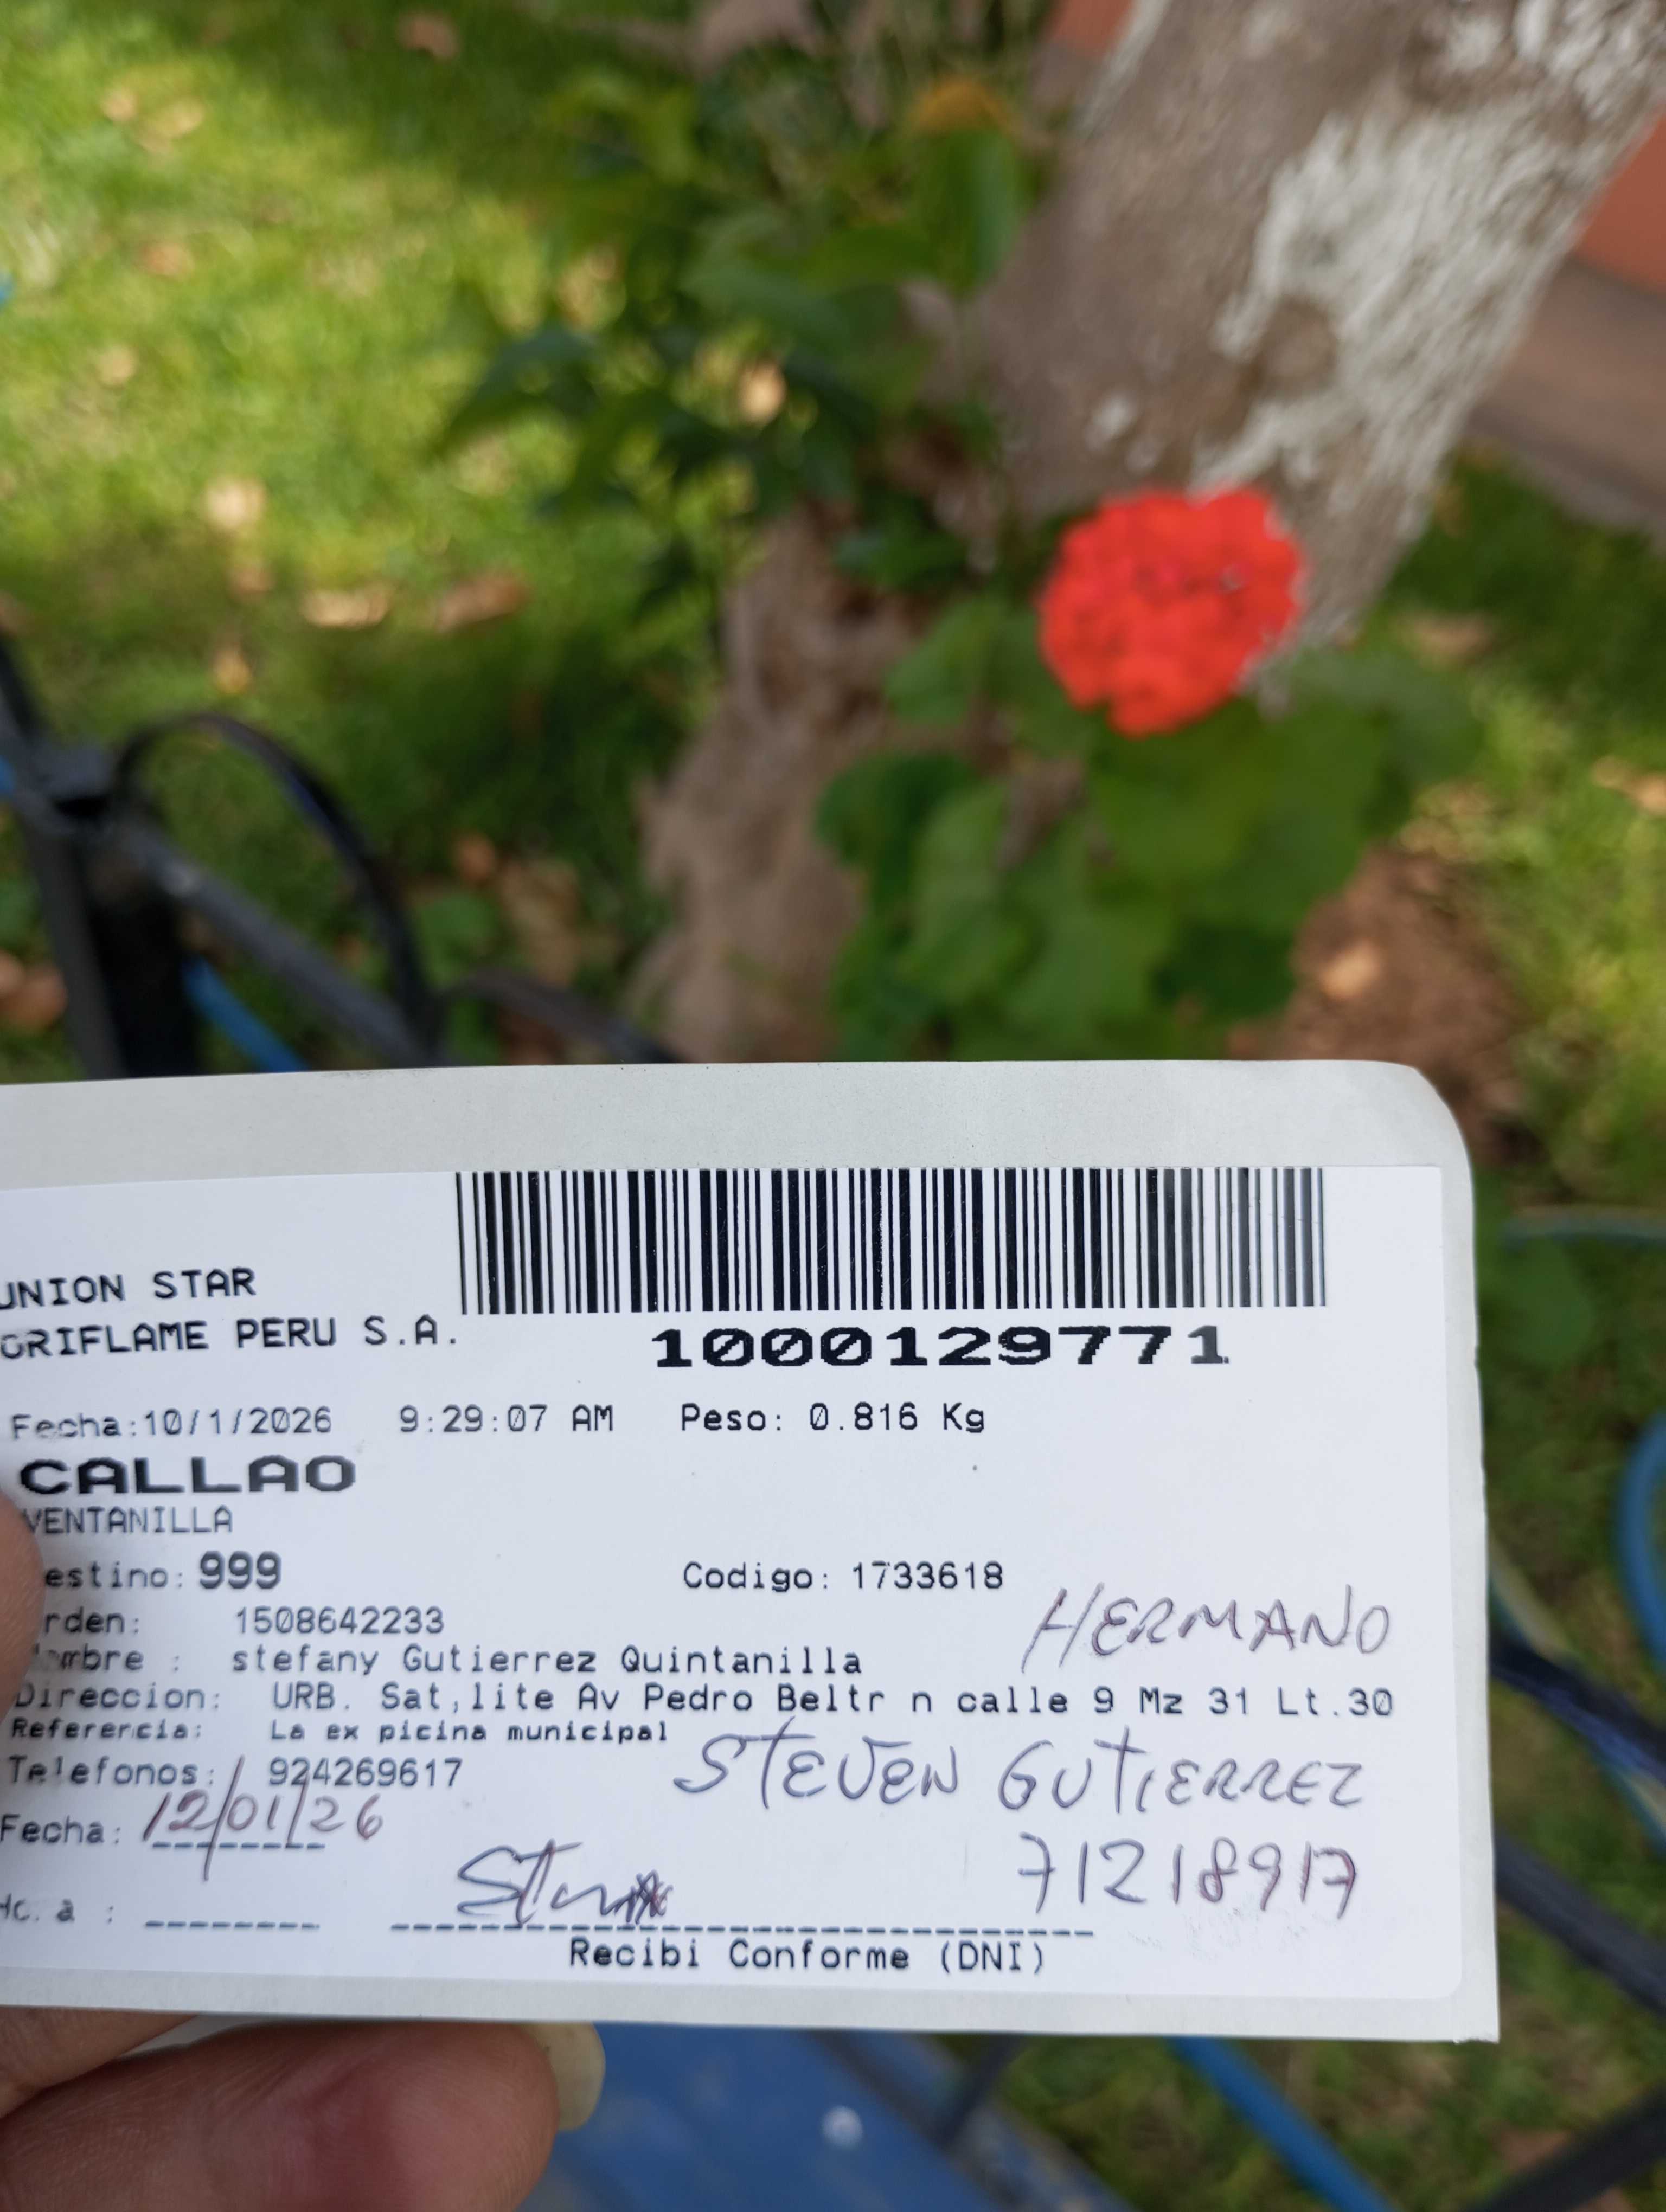 UNION STAR
ORIFLAME PERU S.A.
1000129771
Fecha:10/1/2026 9:29:07 AM Peso: 0.816 Kg
CALLAO
VENTANILLA
estino: 999 Codigo: 1733618
rden: 1508642233
HERMANO
mbre : stefany Gutierrez Quintanilla
Direccion: URB. Sat,lite Av Pedro Beltr n calle 9 Mz 31 Lt.30
Referencia: La ex picina municipal
Telefonos: 924269617
STEVEN GUTIERREZ
Fecha: 12/01/26
71218917
Ho. a :
Recibi Conforme (DNI)